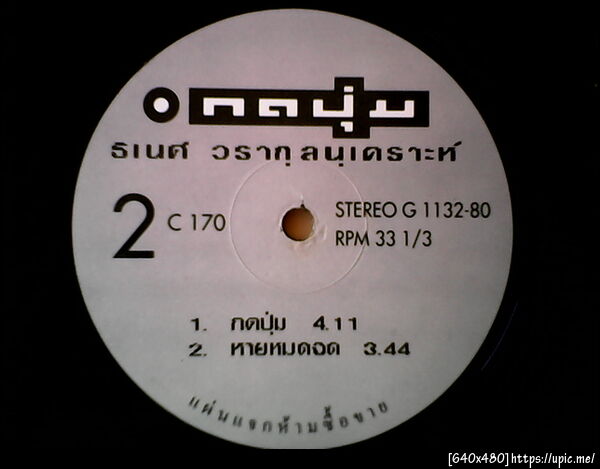 กดปุ่ม
ธเนศ วรากุลนุเคราะห์
2 C 170
STEREO G 1132-80
RPM 33 1/3
1. กดปุ่ม 4.11
2. หายหมดอด 3.44
แผ่นแจกห้ามซื้อขาย
[640x480]https://upic.me/